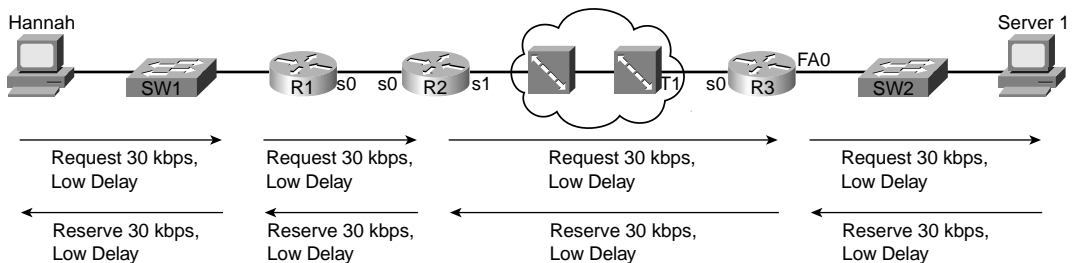 Hannah
Server 1
SW1
R1
s0
s0
R2
s1
T1
s0
R3
FA0
SW2
Request 30 kbps,
Low Delay
Request 30 kbps,
Low Delay
Request 30 kbps,
Low Delay
Request 30 kbps,
Low Delay
Reserve 30 kbps,
Low Delay
Reserve 30 kbps,
Low Delay
Reserve 30 kbps,
Low Delay
Reserve 30 kbps,
Low Delay